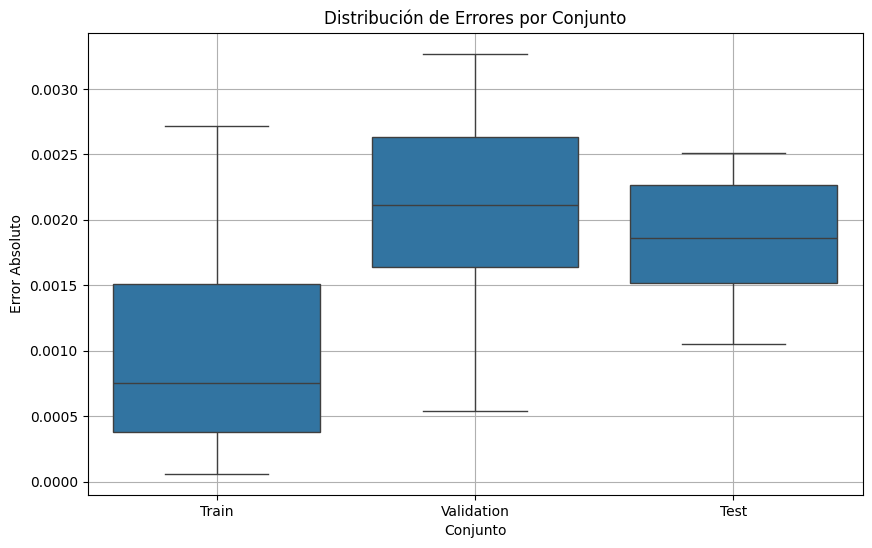 Distribución de Errores por Conjunto
Error Absoluto
0.0030
0.0025
0.0020
0.0015
0.0010
0.0005
0.0000
Train
Validation
Test
Conjunto